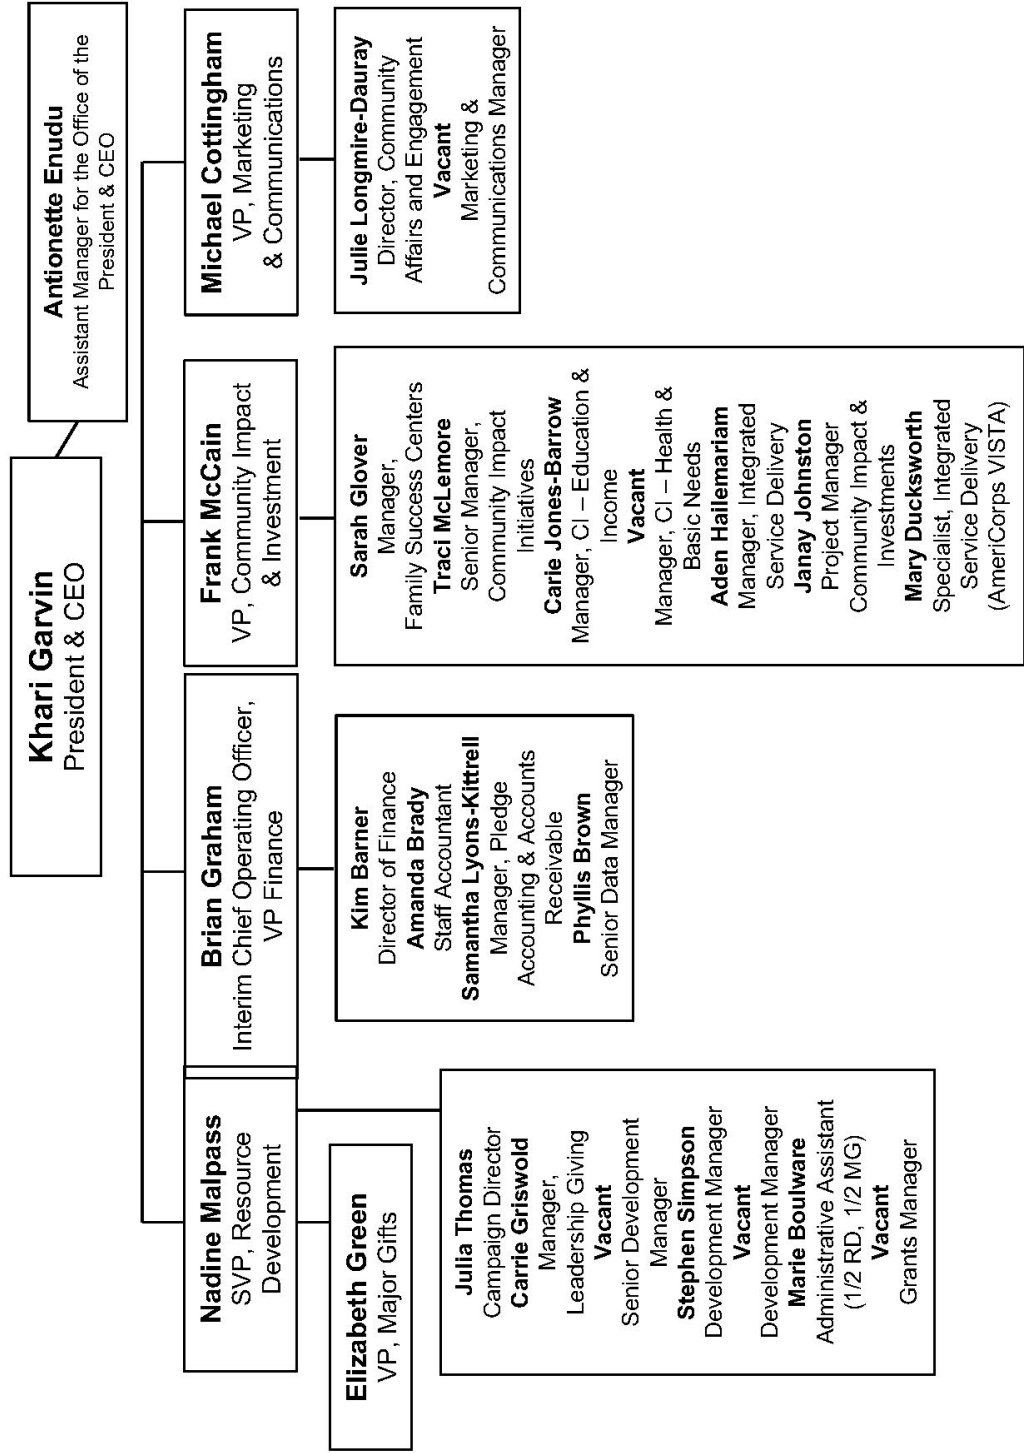 Khari Garvin
President & CEO
Antionette Enudu
Assistant Manager for the Office of the
President & CEO
Nadine Malpass
SVP, Resource
Development
Brian Graham
Interim Chief Operating Officer,
VP Finance
Frank McCain
VP, Community Impact
& Investment
Michael Cottingham
VP, Marketing
& Communications
Elizabeth Green
VP, Major Gifts
Julia Thomas
Campaign Director
Carrie Griswold
Manager,
Leadership Giving
Vacant
Senior Development
Manager
Stephen Simpson
Development Manager
Vacant
Development Manager
Marie Boulware
Administrative Assistant
(1/2 RD, 1/2 MG)
Vacant
Grants Manager
Kim Barner
Director of Finance
Amanda Brady
Staff Accountant
Samantha Lyons-Kittrell
Manager, Pledge
Accounting & Accounts
Receivable
Phyllis Brown
Senior Data Manager
Sarah Glover
Manager,
Family Success Centers
Traci McLemore
Senior Manager,
Community Impact
Initiatives
Carie Jones-Barrow
Manager, CI – Education &
Income
Vacant
Manager, CI – Health &
Basic Needs
Aden Hailemariam
Manager, Integrated
Service Delivery
Janay Johnston
Project Manager
Community Impact &
Investments
Mary Ducksworth
Specialist, Integrated
Service Delivery
(AmeriCorps VISTA)
Julie Longmire-Dauray
Director, Community
Affairs and Engagement
Vacant
Marketing &
Communications Manager